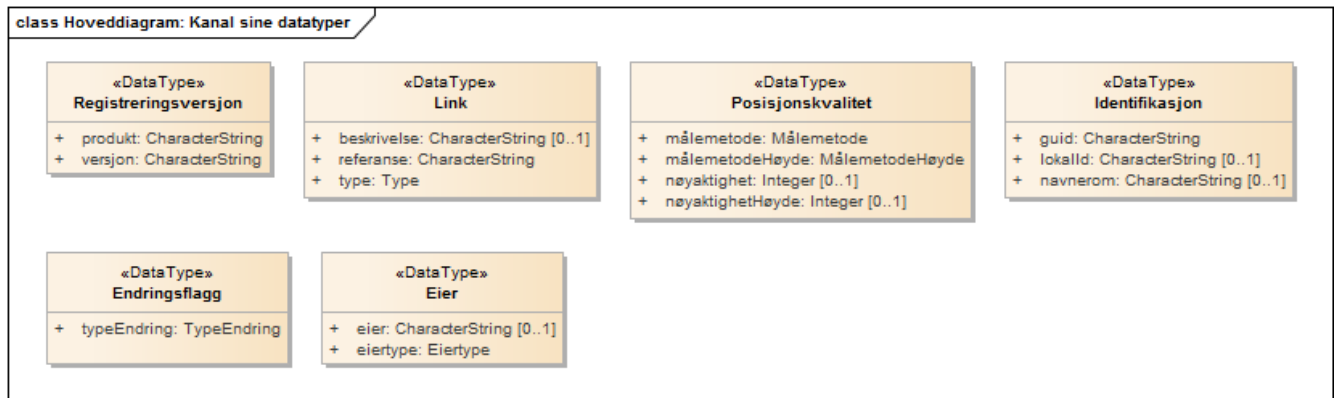 class Hoveddiagram: Kanal sine datatyper
«DataType»
Registreringsversjon
+ produkt: CharacterString
+ versjon: CharacterString
«DataType»
Link
+ beskrivelse: CharacterString [0..1]
+ referanse: CharacterString
+ type: Type
«DataType»
Posisjonskvalitet
+ målemetode: Målemetode
+ målemetodeHøyde: MålemetodeHøyde
+ nøyaktighet: Integer [0..1]
+ nøyaktighetHøyde: Integer [0..1]
«DataType»
Identifikasjon
+ guid: CharacterString
+ lokalId: CharacterString [0..1]
+ navnerom: CharacterString [0..1]
«DataType»
Endringsflagg
+ typeEndring: TypeEndring
«DataType»
Eier
+ eier: CharacterString [0..1]
+ eiertype: Eiertype